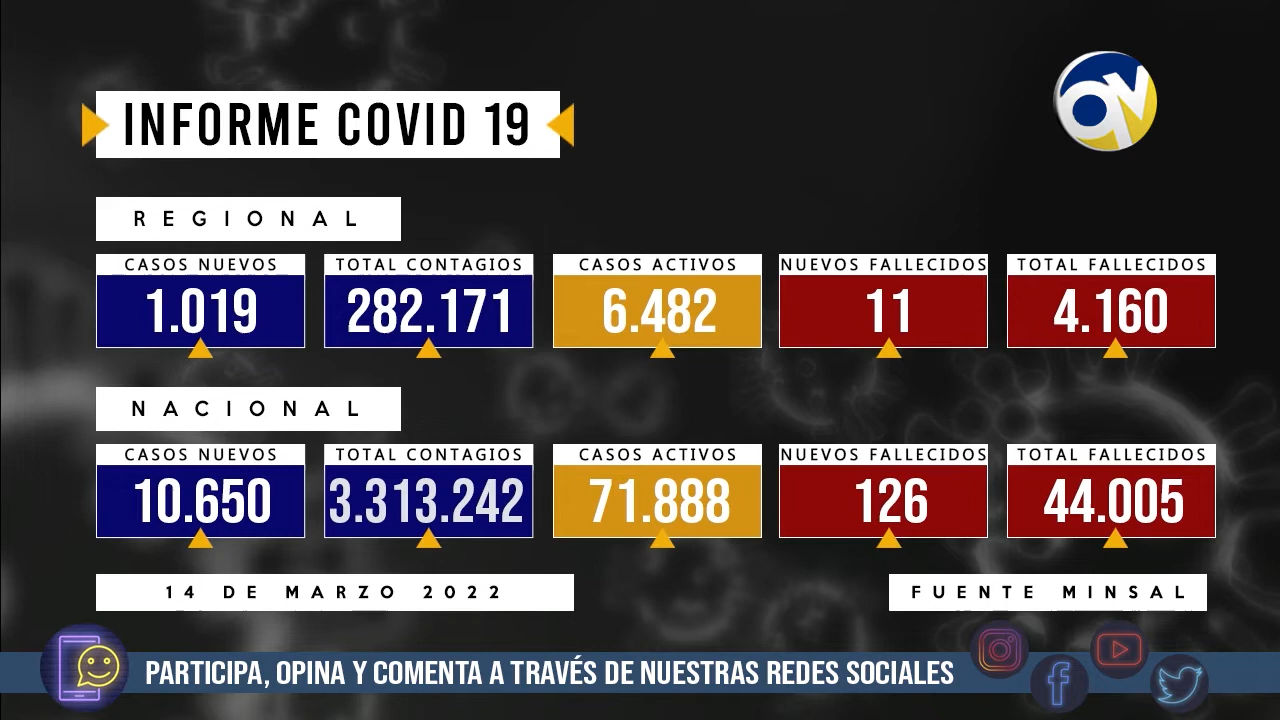 INFORME COVID 19
REGIONAL
CASOS NUEVOS TOTAL CONTAGIOS CASOS ACTIVOS NUEVOS FALLECIDOS TOTAL FALLECIDOS
1.019 282.171 6.482 11 4.160
NACIONAL
CASOS NUEVOS TOTAL CONTAGIOS CASOS ACTIVOS NUEVOS FALLECIDOS TOTAL FALLECIDOS
10.650 3.313.242 71.888 126 44.005
14 DE MARZO 2022 FUENTE MINSAL
PARTICIPA, OPINA Y COMENTA A TRAVÉS DE NUESTRAS REDES SOCIALES